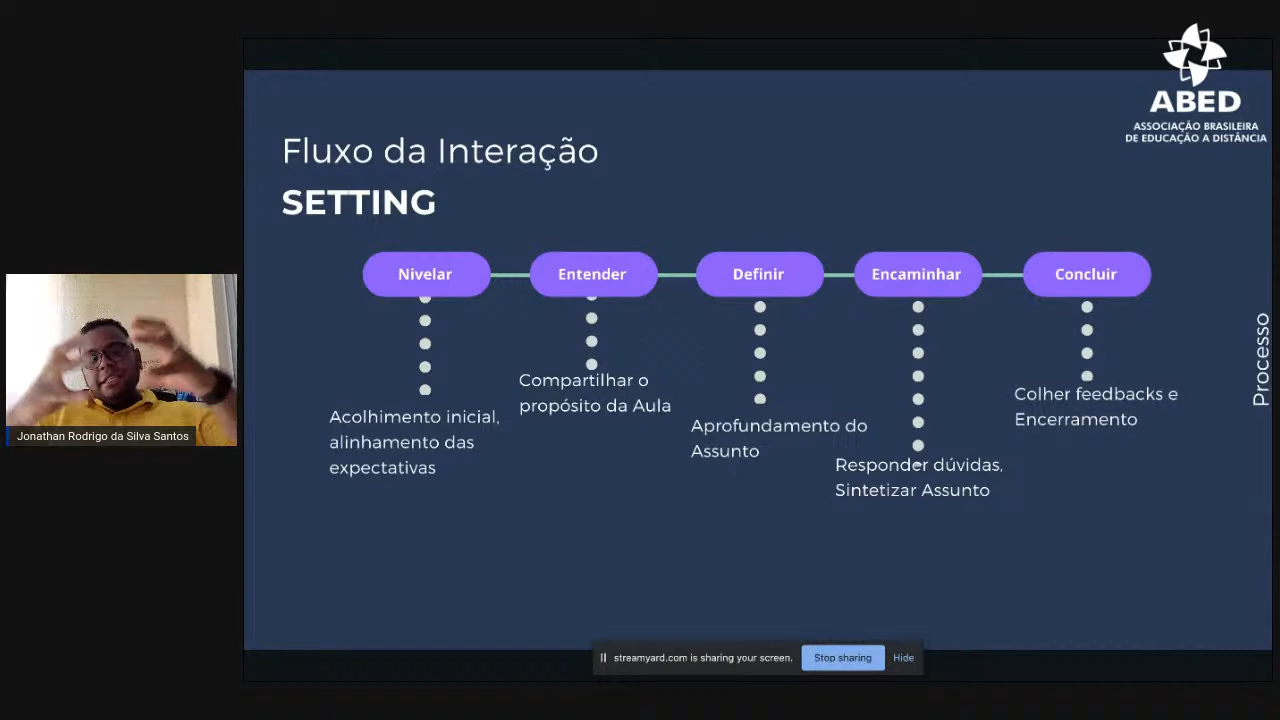 ABED
ASSOCIAÇÃO BRASILEIRA
DE EDUCAÇÃO A DISTÂNCIA
Fluxo da Interação
SETTING
Nivelar
Entender
Definir
Encaminhar
Concluir
Acolhimento inicial,
alinhamento das
expectativas
Compartilhar o
propósito da Aula
Aprofundamento do
Assunto
Responder dúvidas,
Sintetizar Assunto
Colher feedbacks e
Encerramento
Processo
Jonathan Rodrigo da Silva Santos
streamyard.com is sharing your screen.
Stop sharing
Hide